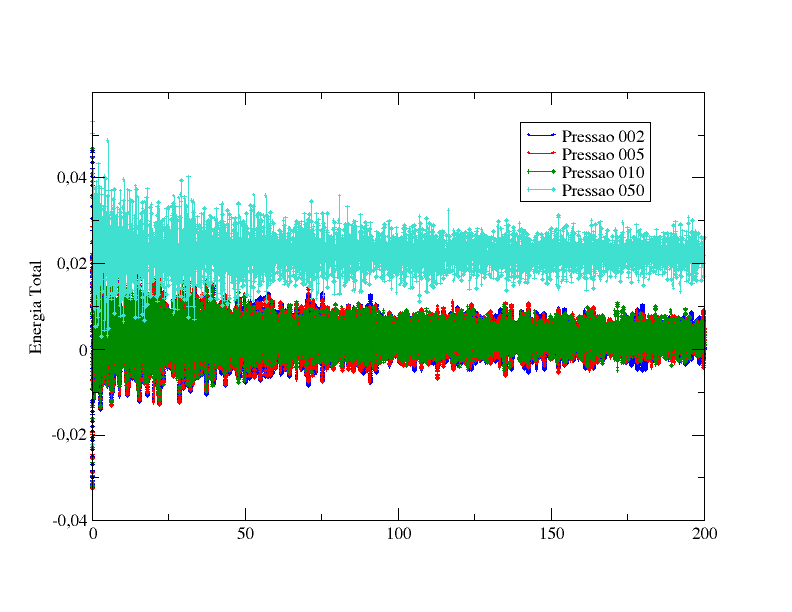 Pressao 002
Pressao 005
Pressao 010
Pressao 050
Energia Total
0,04
0,02
0
-0,02
-0,04
0 50 100 150 200